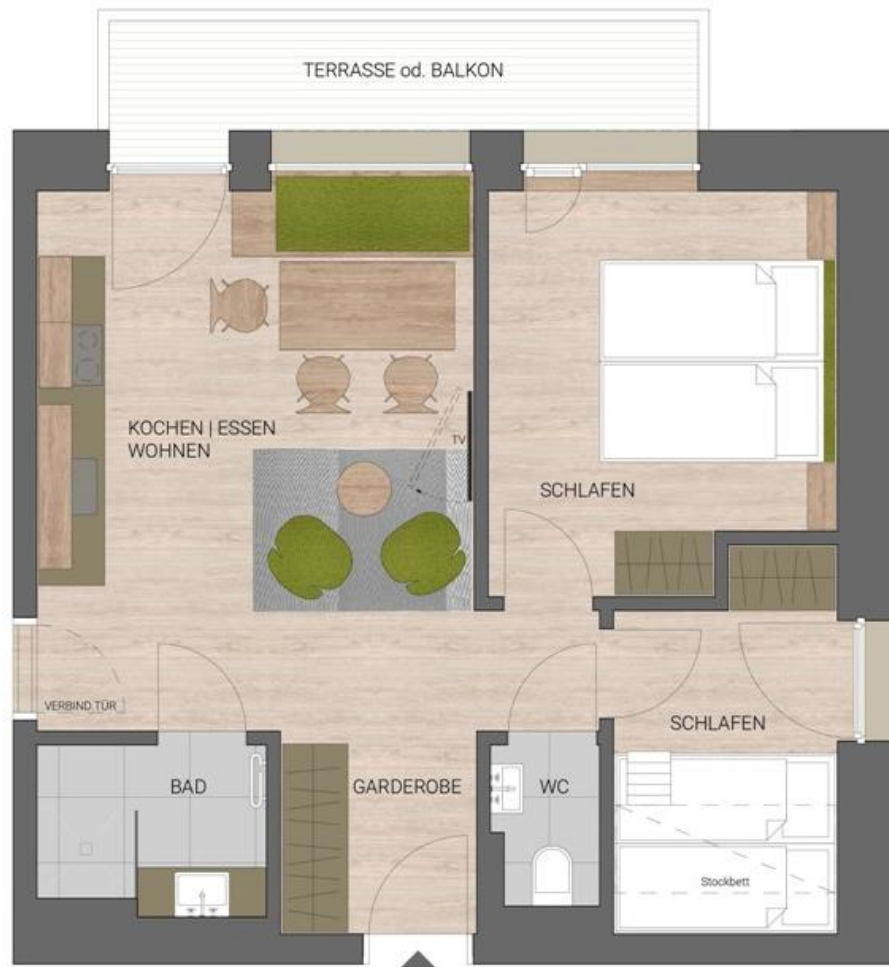 TERRASSE od. BALKON
KOCHEN | ESSEN
WOHNEN
TV
SCHLAFEN
VERBIND.TÜR
SCHLAFEN
BAD
GARDEROBE
WC
Stockbett